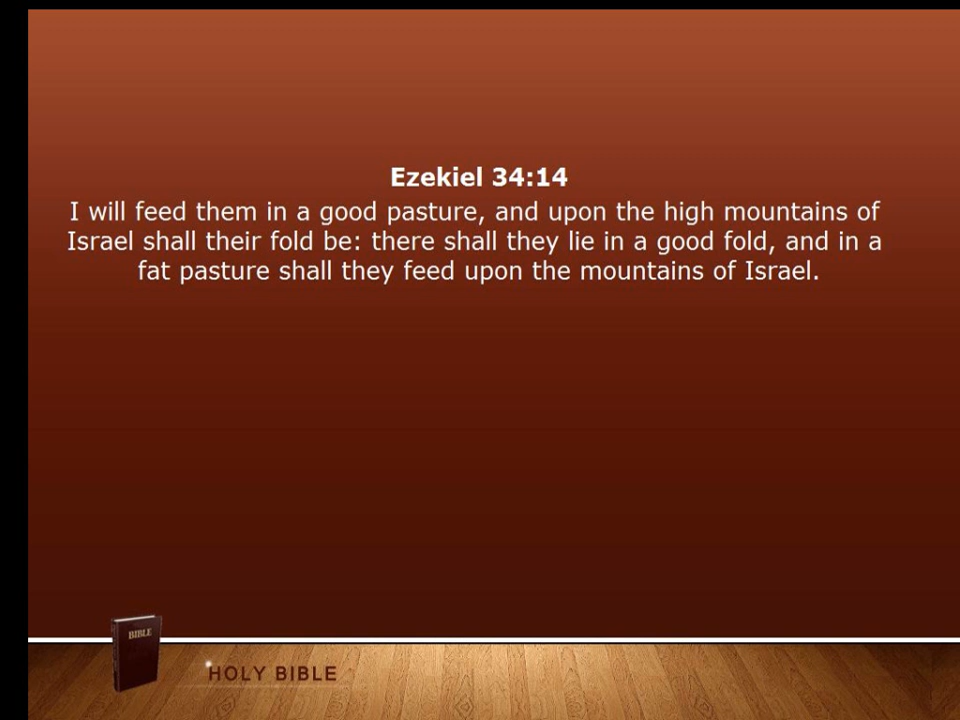 Ezekiel 34:14
I will feed them in a good pasture, and upon the high mountains of
Israel shall their fold be: there shall they lie in a good fold, and in a
fat pasture shall they feed upon the mountains of Israel.
BIBLE
HOLY BIBLE